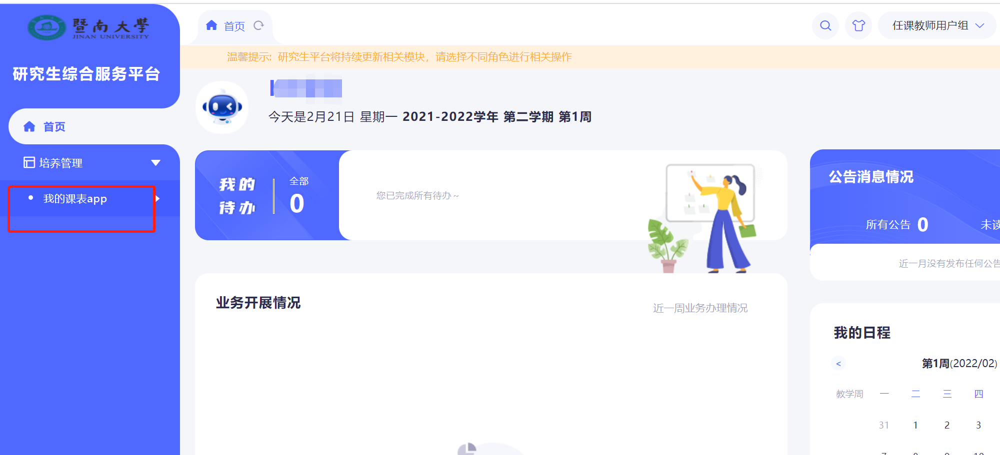 暨南大學
JINAN UNIVERSITY
研究生综合服务平台
首页
培养管理
我的课表app
首页
任课教师用户组
温馨提示: 研究生平台将持续更新相关模块，请选择不同角色进行相关操作
今天是2月21日 星期一 2021-2022学年 第二学期 第1周
我的
待办
全部
0
您已完成所有待办~
公告消息情况
所有公告 0
未读
近一月没有发布任何公告
业务开展情况
近一周业务办理情况
我的日程
< 第1周(2022/02)
教学周 一 二 三 四
31 1 2 3